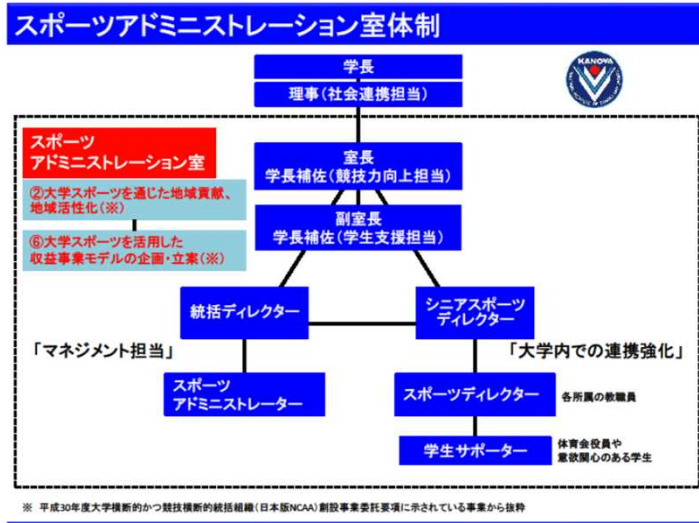 スポーツアドミニストレーション室体制
学長
理事(社会連携担当)
KANOYA
スポーツ
アドミニストレーション室
②大学スポーツを通じた地域貢献、
地域活性化(※)
⑥大学スポーツを活用した
収益事業モデルの企画・立案(※)
室長
学長補佐(競技力向上担当)
副室長
学長補佐(学生支援担当)
統括ディレクター
シニアスポーツ
ディレクター
「マネジメント担当」
「大学内での連携強化」
スポーツ
アドミニストレーター
スポーツディレクター
各所属の教職員
学生サポーター
体育会役員や
意欲関心のある学生
※ 平成30年度大学横断的かつ競技横断的統括組織(日本版NCAA)創設事業委託要項に示されている事業から抜粋